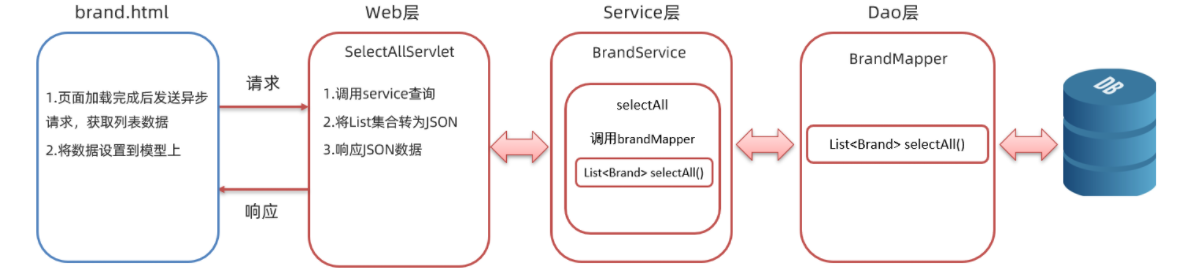 brand.html
Web层
Service层
Dao层
SelectAllServlet
BrandService
BrandMapper
1.页面加载完成后发送异步
请求，获取列表数据
2.将数据设置到模型上
请求
响应
1.调用service查询
2.将List集合转为JSON
3.响应JSON数据
selectAll
调用brandMapper
List<Brand> selectAll()
List<Brand> selectAll()
DB